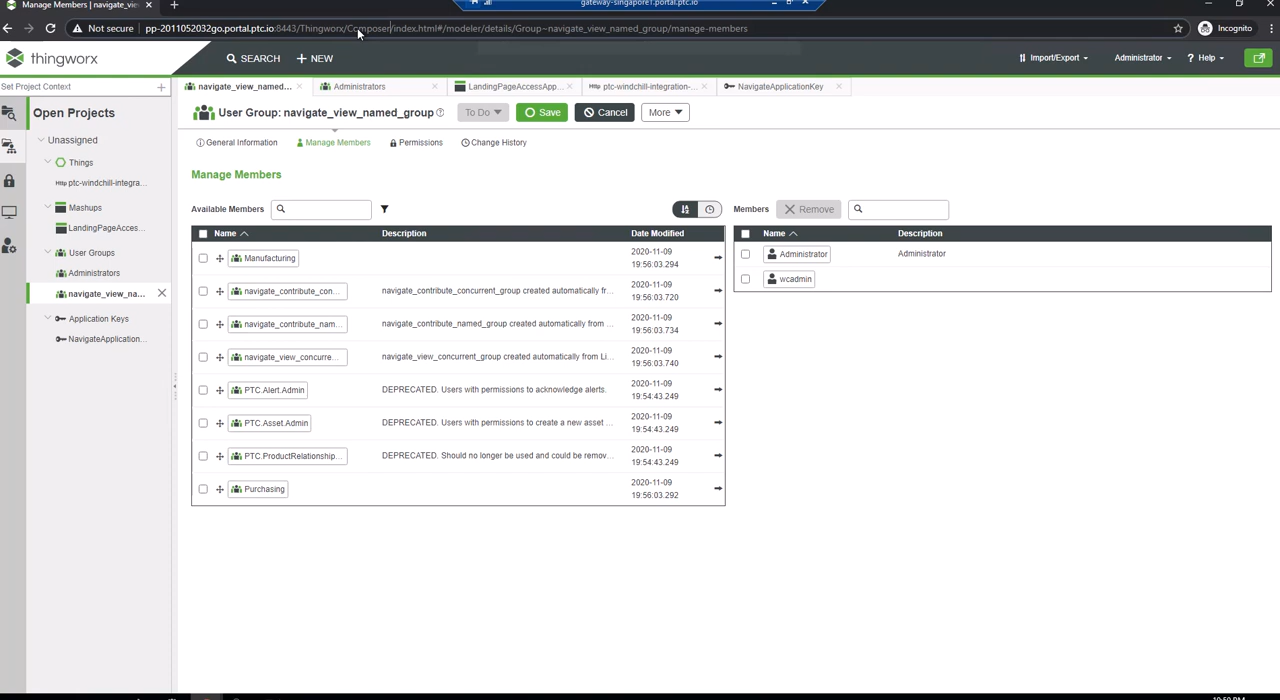 Manage Members | navigate_vie
gateway-singapore1.portal.ptc.io
Not secure
pp-2011052032go.portal.ptc.io:8443/Thingworx/Composer/index.html#/modeler/details/Group~navigate_view_named_group/manage-members
Incognito
thingworx
SEARCH
NEW
Import/Export
Administrator
Help
Set Project Context
navigate_view_named...
Administrators
LandingPageAccessApp...
ptc-windchill-integration-...
NavigateApplicationKey
Open Projects
User Group: navigate_view_named_group
To Do
Save
Cancel
More
Unassigned
General Information
Manage Members
Permissions
Change History
Things
ptc-windchill-integra...
Mashups
LandingPageAcces...
User Groups
Administrators
navigate_view_na...
Application Keys
NavigateApplication...
Manage Members
Available Members
Members
Remove
Name
Description
Date Modified
Name
Description
Manufacturing
2020-11-09
19:56:03.294
navigate_contribute_con...
navigate_contribute_concurrent_group created automatically fr...
2020-11-09
19:56:03.720
navigate_contribute_nam...
navigate_contribute_named_group created automatically from ...
2020-11-09
19:56:03.734
navigate_view_concurre...
navigate_view_concurrent_group created automatically from Li...
2020-11-09
19:56:03.740
PTC.Alert.Admin
DEPRECATED. Users with permissions to acknowledge alerts.
2020-11-09
19:54:43.249
PTC.Asset.Admin
DEPRECATED. Users with permissions to create a new asset ...
2020-11-09
19:54:43.249
PTC.ProductRelationship...
DEPRECATED. Should no longer be used and could be remov...
2020-11-09
19:54:43.249
Purchasing
2020-11-09
19:56:03.292
Administrator
Administrator
wcadmin